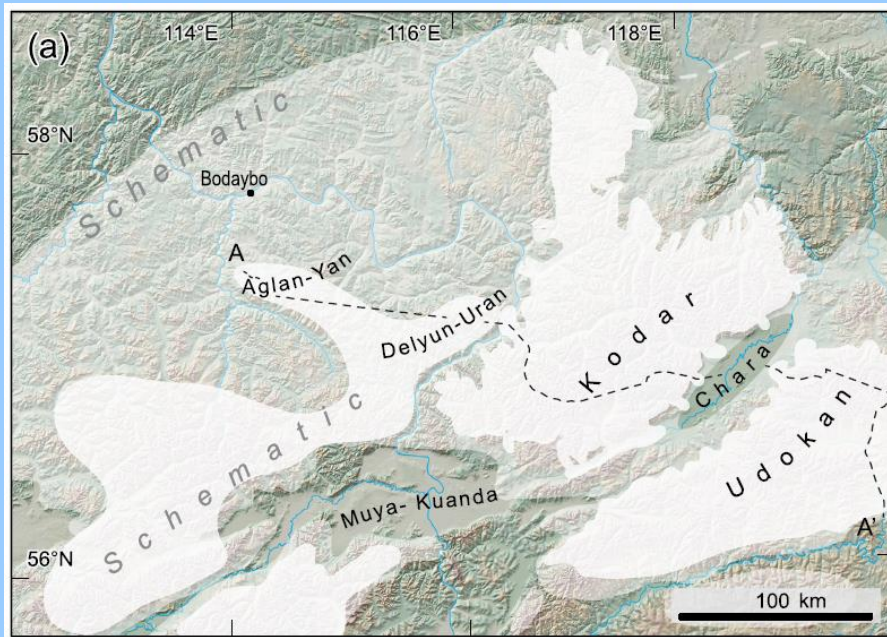 (a)
114°E
116°E
118°E
58°N
Schematic
Bodaybo
A
Aglan-Yan
Delyun-Uran
Kodar
Chara
Schematic
Udokan
Muya- Kuanda
A'
56°N
100 km